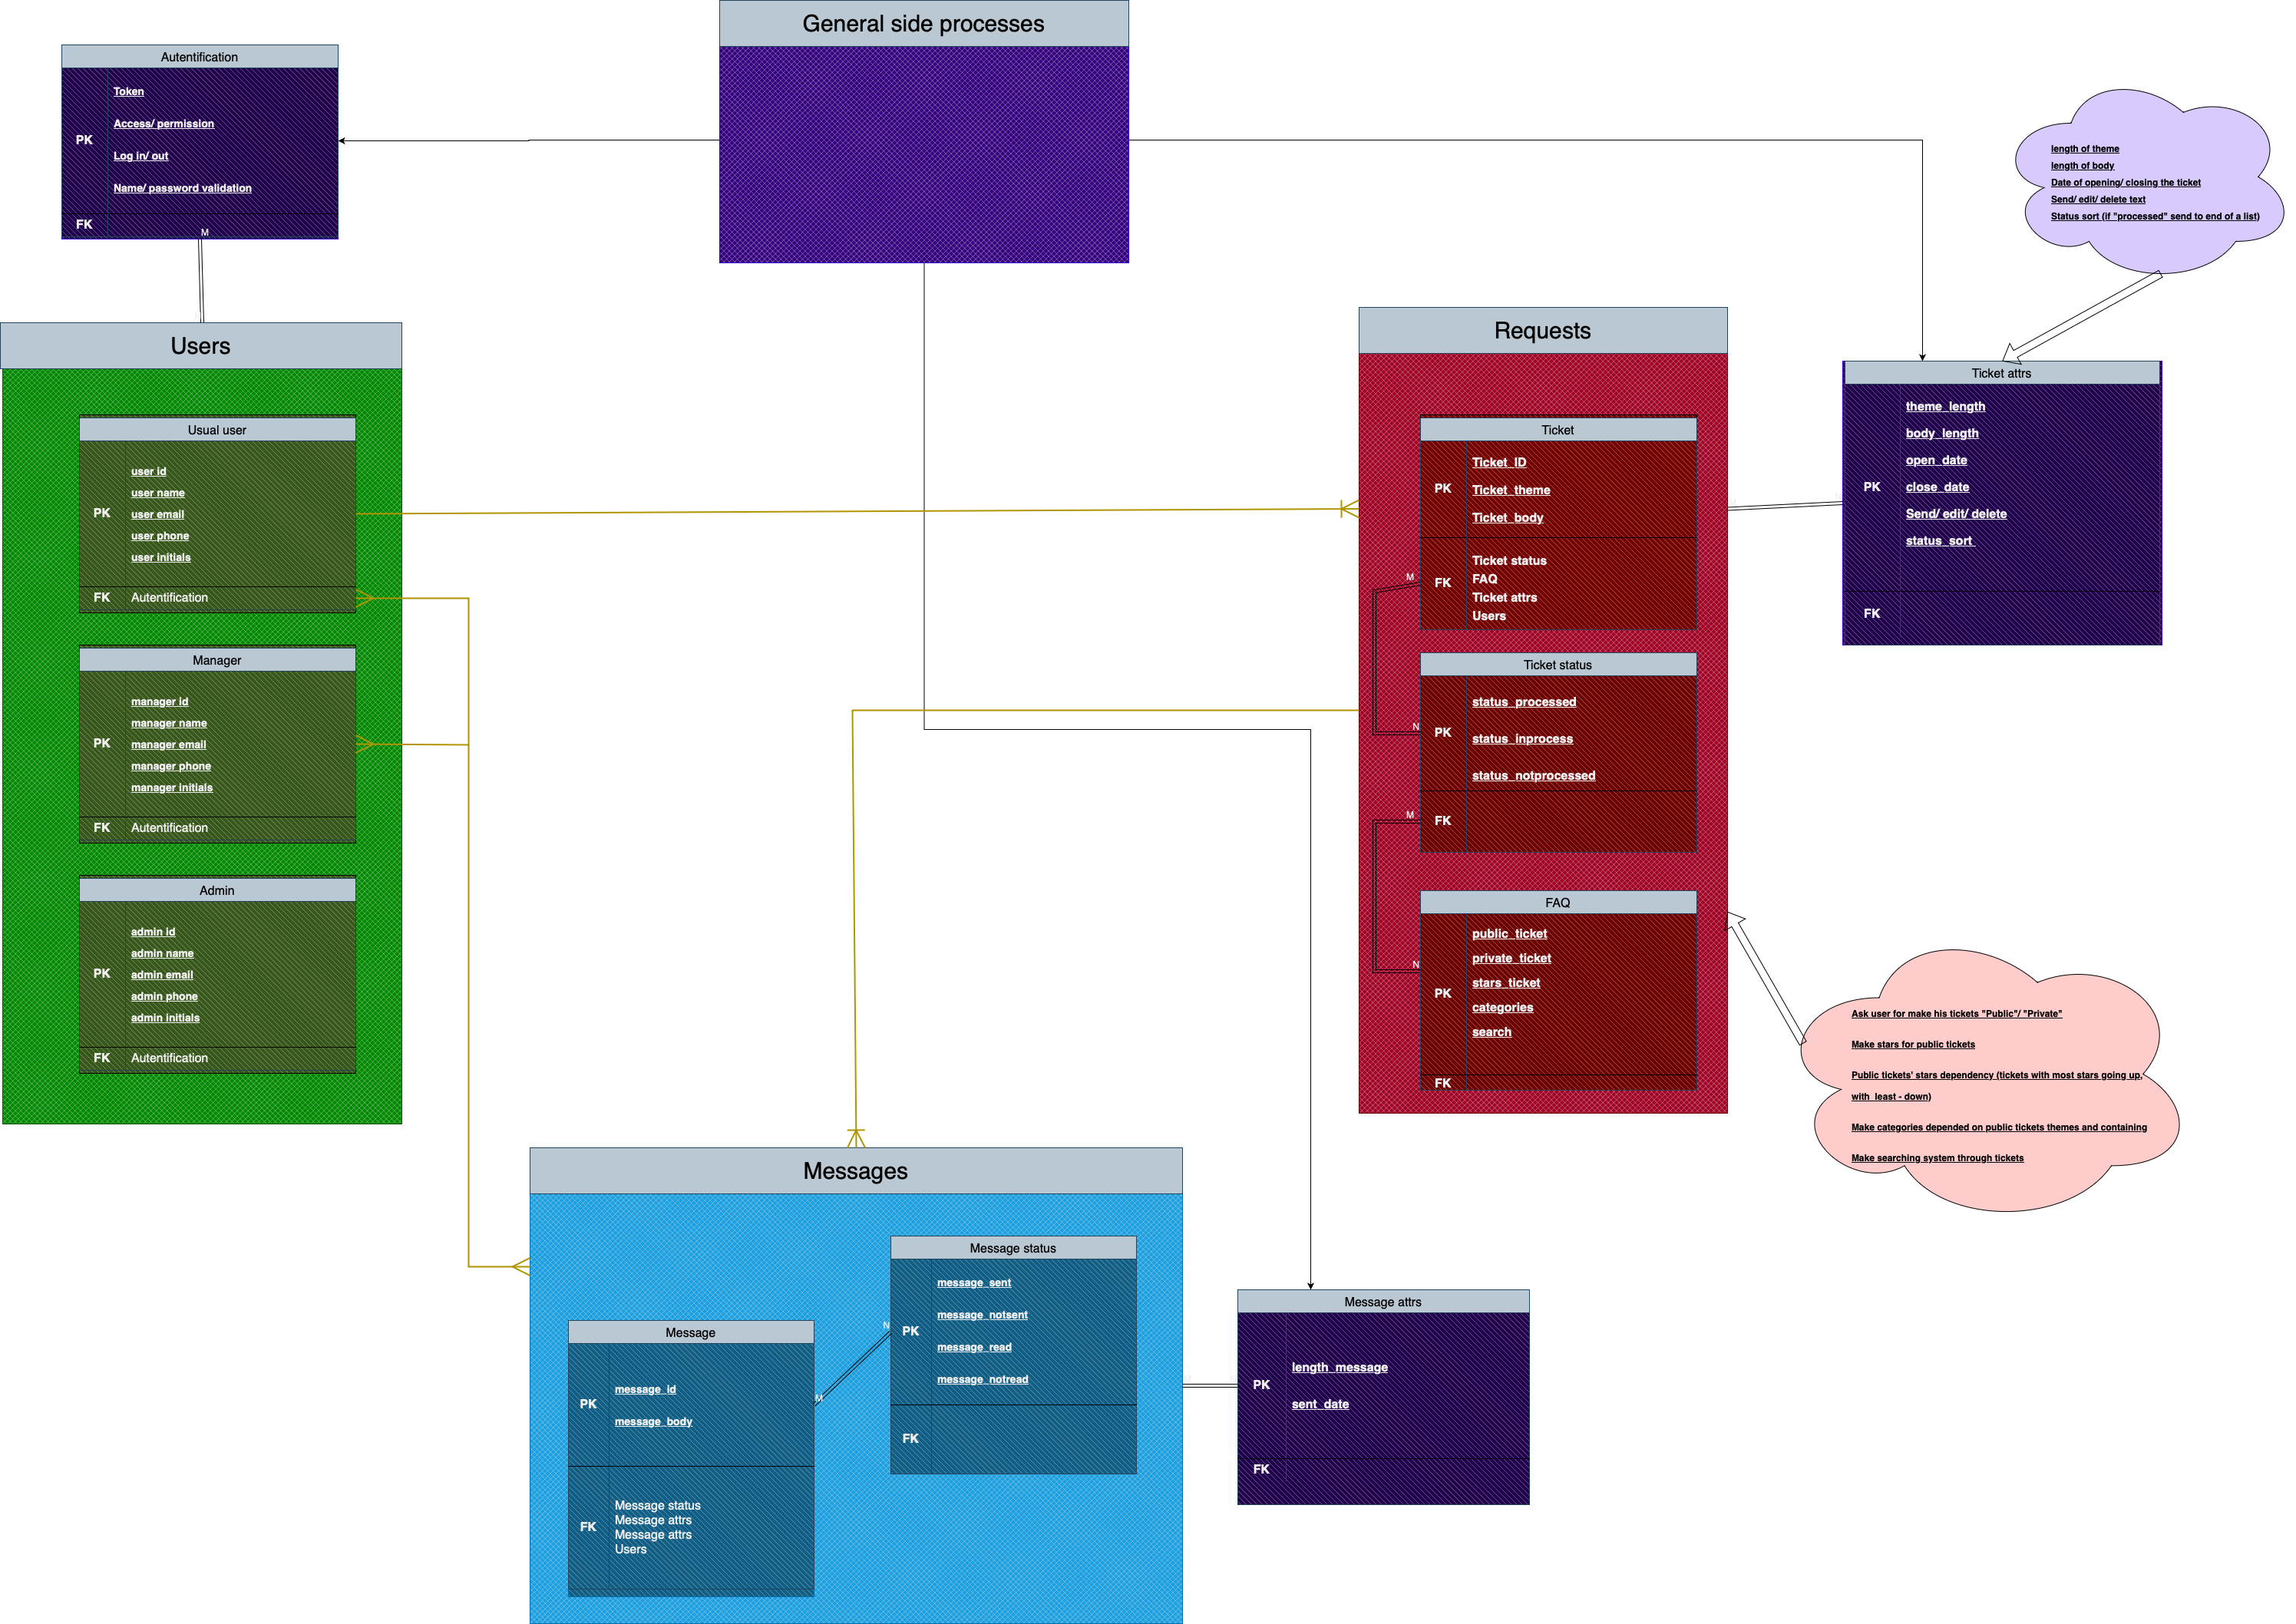 General side processes
Autentification
PK
Token
Access/ permission
Log in/ out
Name/ password validation
FK
M
length of theme
length of body
Date of opening/ closing the ticket
Send/ edit/ delete text
Status sort (if "processed" send to end of a list)
Users
Usual user
PK
user id
user name
user email
user phone
user initials
FK
Autentification
Manager
PK
manager id
manager name
manager email
manager phone
manager initials
FK
Autentification
Admin
PK
admin id
admin name
admin email
admin phone
admin initials
FK
Autentification
Requests
Ticket
PK
Ticket_ID
Ticket_theme
Ticket_body
FK
Ticket status
FAQ
Ticket attrs
Users
M
Ticket status
N
PK
status_processed
status_inprocess
status_notprocessed
M
FK
FAQ
N
PK
public_ticket
private_ticket
stars_ticket
categories
search
FK
Ticket attrs
PK
theme_length
body_length
open_date
close_date
Send/ edit/ delete
status_sort
FK
Ask user for make his tickets "Public"/ "Private"
Make stars for public tickets
Public tickets' stars dependency (tickets with most stars going up,
with least - down)
Make categories depended on public tickets themes and containing
Make searching system through tickets
Messages
Message
PK
message_id
message_body
M
FK
Message status
Message attrs
Message attrs
Users
Message status
N
PK
message_sent
message_notsent
message_read
message_notread
FK
Message attrs
PK
length_message
sent_date
FK